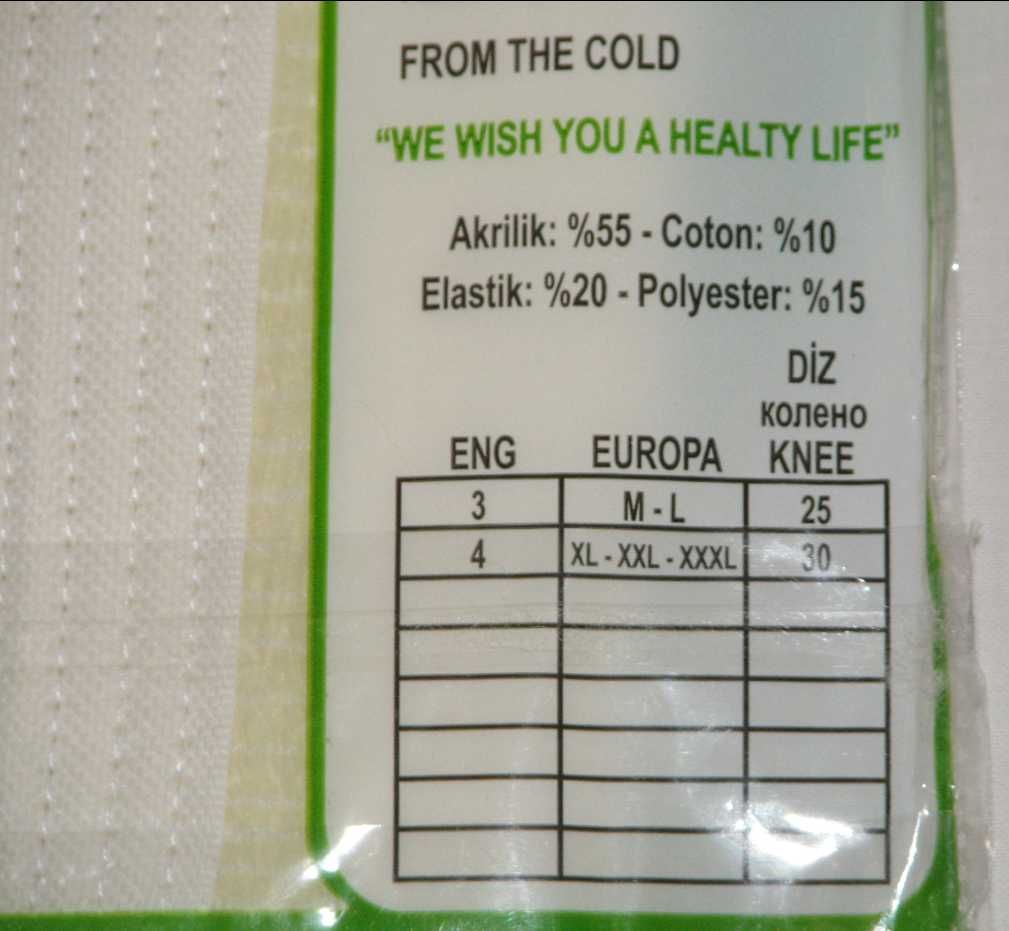 FROM THE COLD
“WE WISH YOU A HEALTY LIFE”
Akrilik: %55 - Coton: %10
Elastik: %20 - Polyester: %15
DİZ
колено
ENG EUROPA KNEE
3 M - L 25
4 XL - XXL - XXXL 30